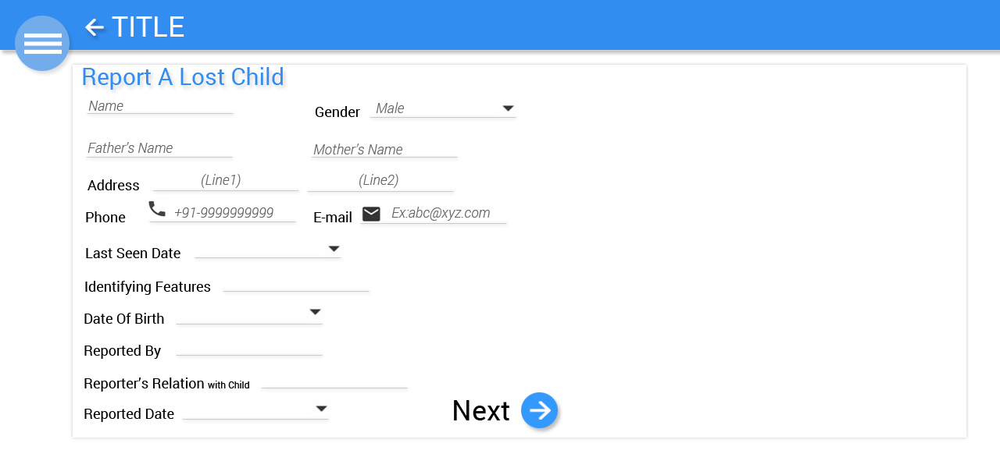 TITLE
Report A Lost Child
Name Gender Male
Father's Name Mother's Name
Address (Line1) (Line2)
Phone +91-9999999999 E-mail Ex:abc@xyz.com
Last Seen Date
Identifying Features
Date Of Birth
Reported By
Reporter's Relation with Child
Reported Date Next